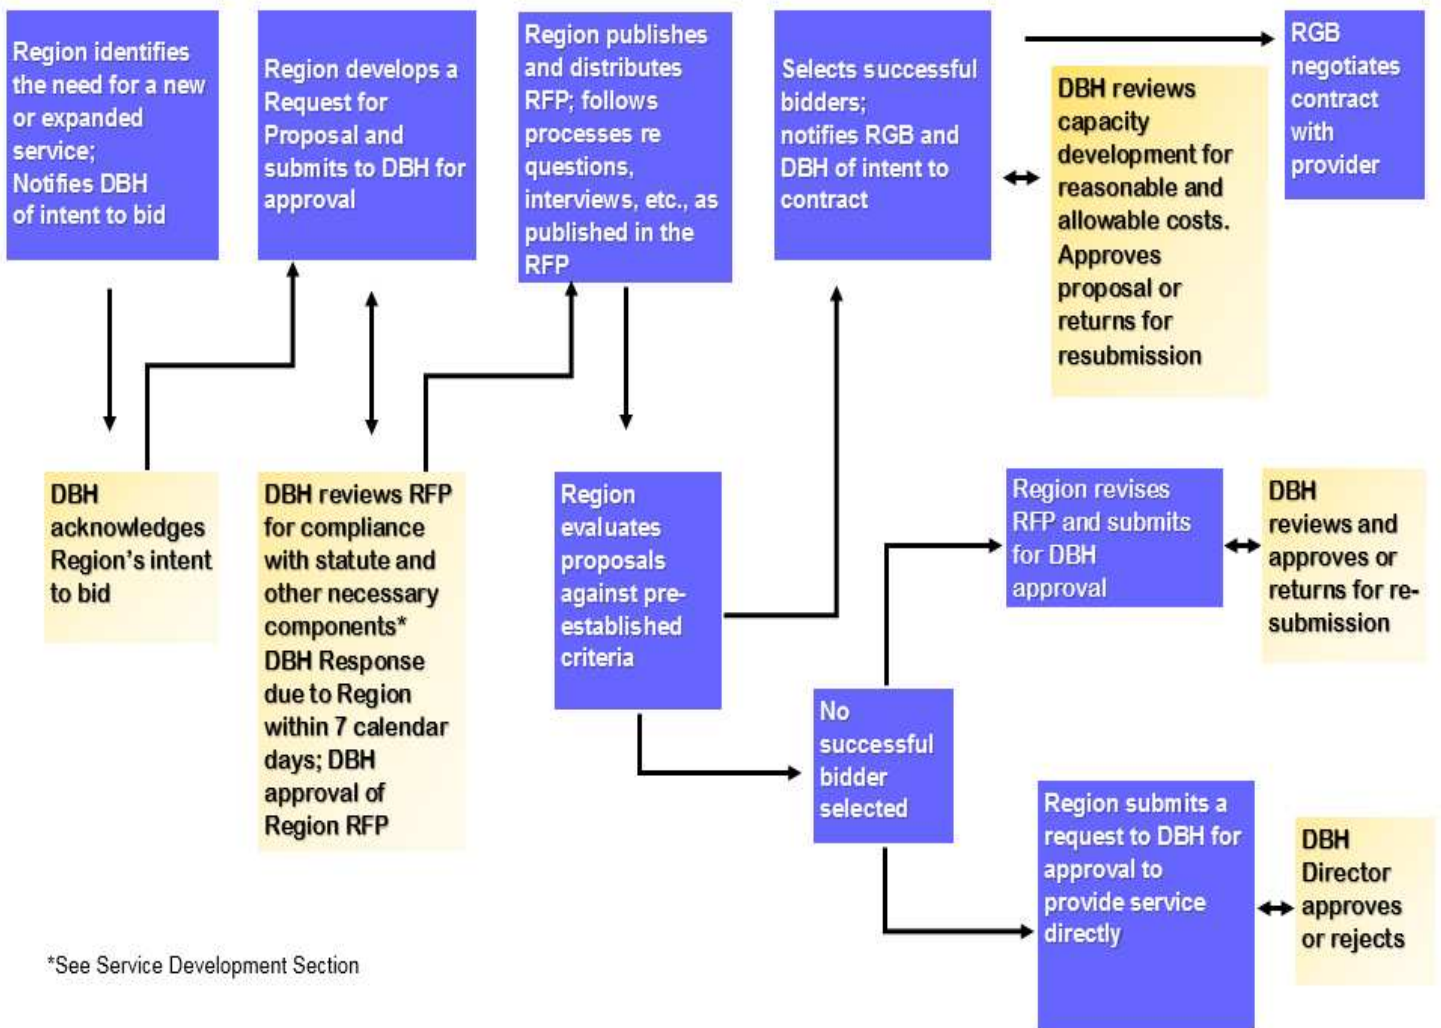 Region identifies
the need for a new
or expanded
service;
Notifies DBH
of intent to bid
Region develops a
Request for
Proposal and
submits to DBH for
approval
Region publishes
and distributes
RFP; follows
processes re
questions,
interviews, etc., as
published in the
RFP
Selects successful
bidders;
notifies RGB and
DBH of intent to
contract
DBH reviews
capacity
development for
reasonable and
allowable costs.
Approves
proposal or
returns for
resubmission
RGB
negotiates
contract
with
provider
DBH
acknowledges
Region's intent
to bid
DBH reviews RFP
for compliance
with statute and
other necessary
components*
DBH Response
due to Region
within 7 calendar
days; DBH
approval of
Region RFP
Region
evaluates
proposals
against pre-
established
criteria
No
successful
bidder
selected
Region revises
RFP and submits
for DBH
approval
DBH
reviews and
approves or
returns for re-
submission
Region submits a
request to DBH for
approval to
provide service
directly
DBH
Director
approves
or rejects
*See Service Development Section